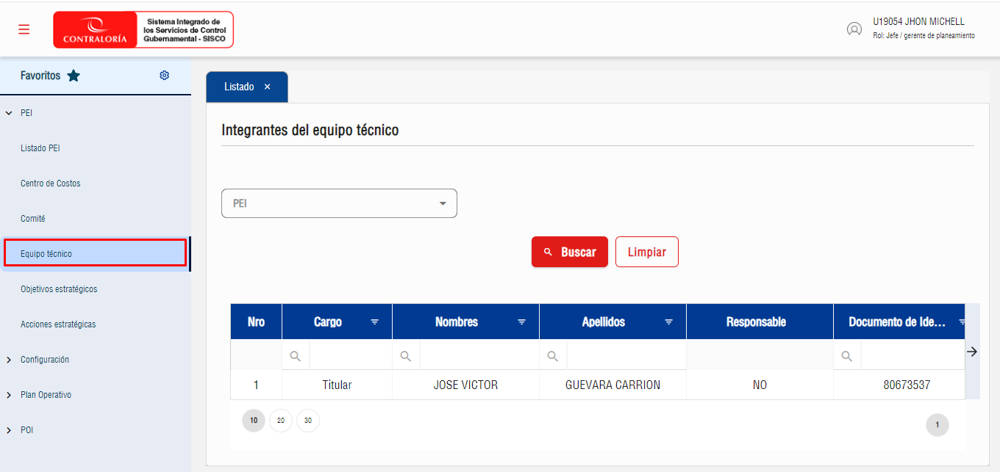 CONTRALORÍA
Sistema Integrado de
los Servicios de Control
Gubernamental - SISCO
U19054 JHON MICHELL
Rol: Jefe / gerente de planeamiento
Favoritos
PEI
Listado PEI
Centro de Costos
Comité
Equipo técnico
Objetivos estratégicos
Acciones estratégicas
Configuración
Plan Operativo
POI
Listado ×
Integrantes del equipo técnico
PEI
Buscar Limpiar
Nro Cargo Nombres Apellidos Responsable Documento de Ide...
1 Titular JOSE VICTOR GUEVARA CARRION NO 80673537
10 20 30 1